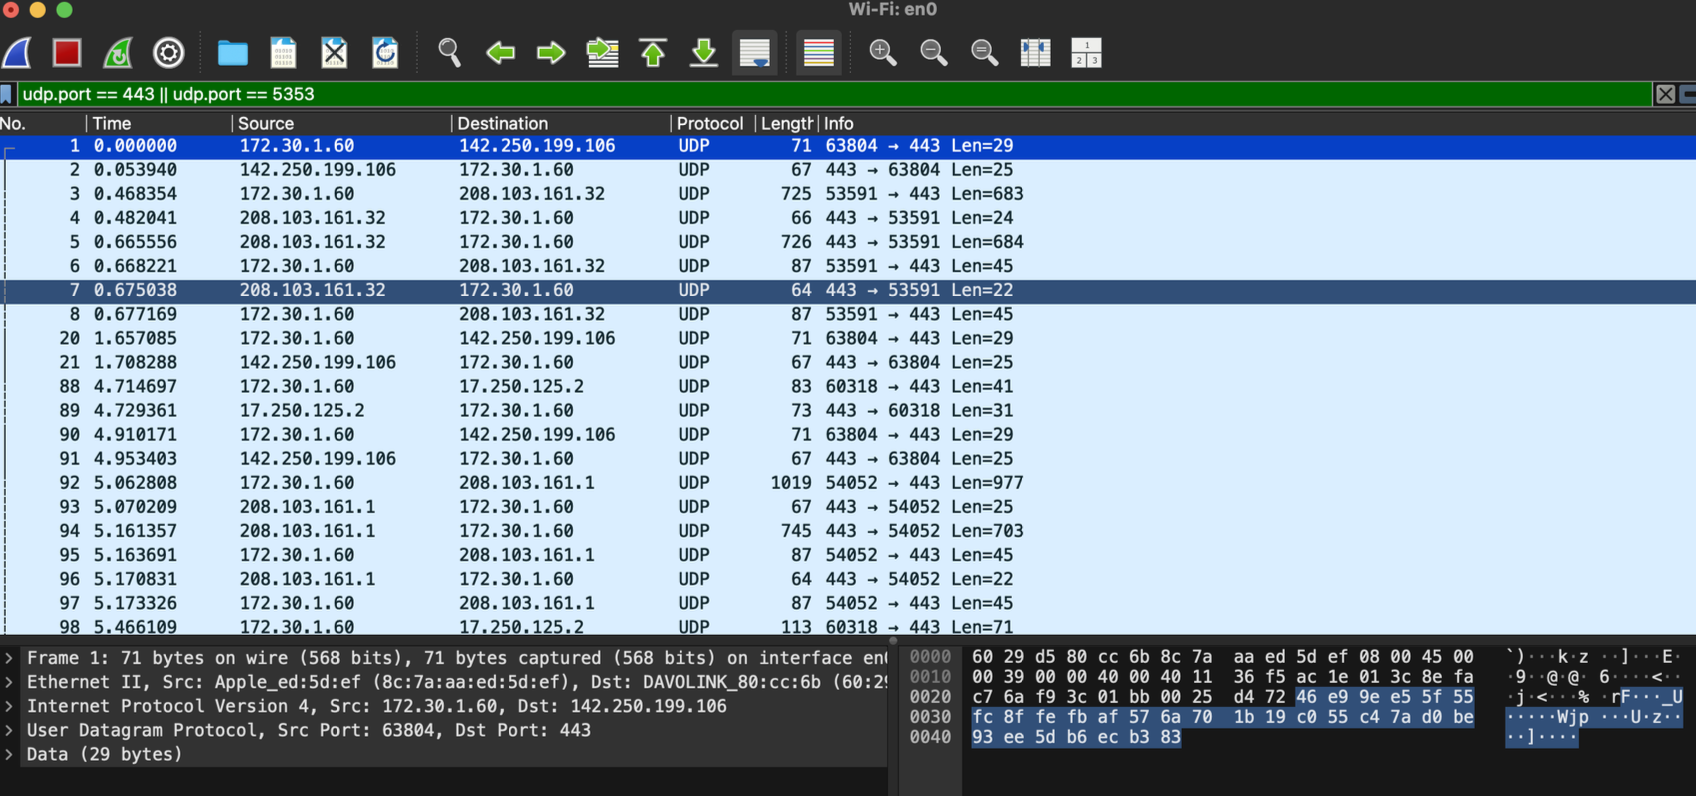 Wi-Fi: en0
udp.port == 443 || udp.port == 5353
No. Time Source Destination Protocol Length Info
1 0.000000 172.30.1.60 142.250.199.106 UDP 71 63804 → 443 Len=29
2 0.053940 142.250.199.106 172.30.1.60 UDP 67 443 → 63804 Len=25
3 0.468354 172.30.1.60 208.103.161.32 UDP 725 53591 → 443 Len=683
4 0.482041 208.103.161.32 172.30.1.60 UDP 66 443 → 53591 Len=24
5 0.665556 208.103.161.32 172.30.1.60 UDP 726 443 → 53591 Len=684
6 0.668221 172.30.1.60 208.103.161.32 UDP 87 53591 → 443 Len=45
7 0.675038 208.103.161.32 172.30.1.60 UDP 64 443 → 53591 Len=22
8 0.677169 172.30.1.60 208.103.161.32 UDP 87 53591 → 443 Len=45
20 1.657085 172.30.1.60 142.250.199.106 UDP 71 63804 → 443 Len=29
21 1.708288 142.250.199.106 172.30.1.60 UDP 67 443 → 63804 Len=25
88 4.714697 172.30.1.60 17.250.125.2 UDP 83 60318 → 443 Len=41
89 4.729361 17.250.125.2 172.30.1.60 UDP 73 443 → 60318 Len=31
90 4.910171 172.30.1.60 142.250.199.106 UDP 71 63804 → 443 Len=29
91 4.953403 142.250.199.106 172.30.1.60 UDP 67 443 → 63804 Len=25
92 5.062808 172.30.1.60 208.103.161.1 UDP 1019 54052 → 443 Len=977
93 5.070209 208.103.161.1 172.30.1.60 UDP 67 443 → 54052 Len=25
94 5.161357 208.103.161.1 172.30.1.60 UDP 745 443 → 54052 Len=703
95 5.163691 172.30.1.60 208.103.161.1 UDP 87 54052 → 443 Len=45
96 5.170831 208.103.161.1 172.30.1.60 UDP 64 443 → 54052 Len=22
97 5.173326 172.30.1.60 208.103.161.1 UDP 87 54052 → 443 Len=45
98 5.466109 172.30.1.60 17.250.125.2 UDP 113 60318 → 443 Len=71
Frame 1: 71 bytes on wire (568 bits), 71 bytes captured (568 bits) on interface en
Ethernet II, Src: Apple_ed:5d:ef (8c:7a:aa:ed:5d:ef), Dst: DAVOLINK_80:cc:6b (60:29
Internet Protocol Version 4, Src: 172.30.1.60, Dst: 142.250.199.106
User Datagram Protocol, Src Port: 63804, Dst Port: 443
Data (29 bytes)
0000 60 29 d5 80 cc 6b 8c 7a aa ed 5d ef 08 00 45 00 `)···k·z ··]···E·
0010 00 39 00 00 40 00 40 11 36 f5 ac 1e 01 3c 8e fa ·9··@·@· 6····<··
0020 c7 6a f9 3c 01 bb 00 25 d4 72 46 e9 9e e5 5f 55 ·j·<···% ·rF···_U
0030 fc 8f fe fb af 57 6a 70 1b 19 c0 55 c4 7a d0 be ·····Wjp ···U·z··
0040 93 ee 5d b6 ec b3 83 ··]····